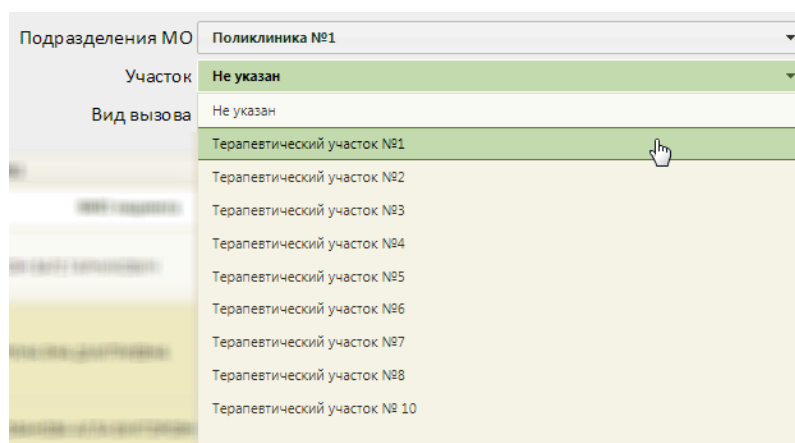 Подразделения МО Поликлиника №1
Участок Не указан
Вид вызова Не указан
Терапевтический участок №1
Терапевтический участок №2
Терапевтический участок №3
Терапевтический участок №4
Терапевтический участок №5
Терапевтический участок №6
Терапевтический участок №7
Терапевтический участок №8
Терапевтический участок № 10